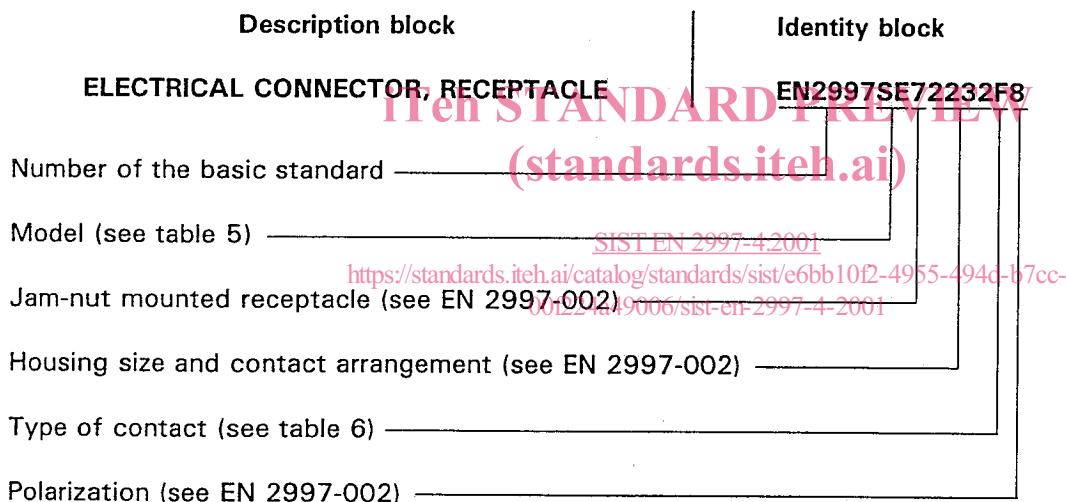 Description block
Identity block
ELECTRICAL CONNECTOR, RECEPTACLE
EN2997SE72232F8
iTeh STANDARD PREVIEW
(standards.iteh.ai)
Number of the basic standard
Model (see table 5)
SIST EN 2997-4:2001
https://standards.iteh.ai/catalog/standards/sist/e6bb10f2-4955-494d-b7cc-
00f224a49006/sist-en-2997-4-2001
Jam-nut mounted receptacle (see EN 2997-002)
Housing size and contact arrangement (see EN 2997-002)
Type of contact (see table 6)
Polarization (see EN 2997-002)